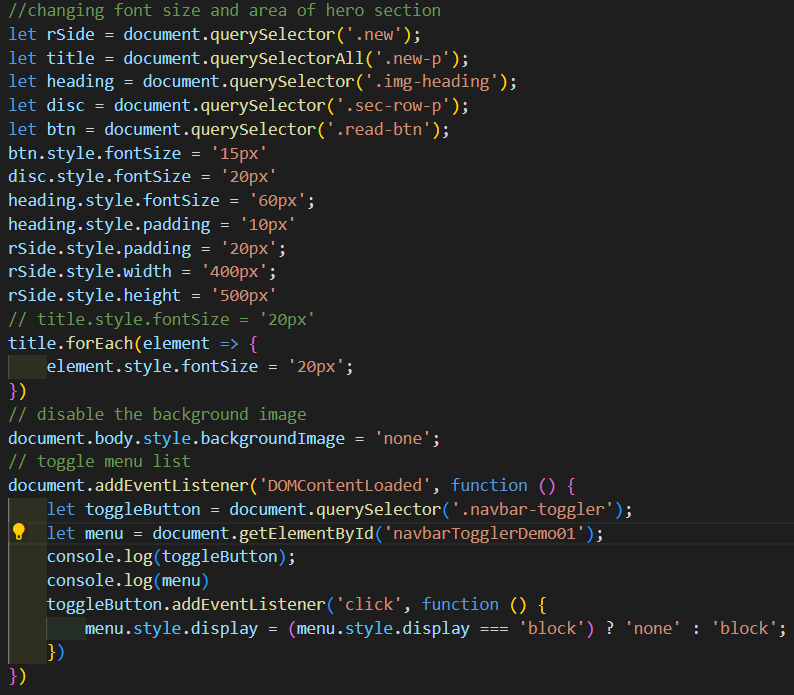 //changing font size and area of hero section
let rSide = document.querySelector('.new');
let title = document.querySelectorAll('.new-p');
let heading = document.querySelector('.img-heading');
let disc = document.querySelector('.sec-row-p');
let btn = document.querySelector('.read-btn');
btn.style.fontSize = '15px'
disc.style.fontSize = '20px'
heading.style.fontSize = '60px';
heading.style.padding = '10px'
rSide.style.padding = '20px';
rSide.style.width = '400px';
rSide.style.height = '500px'
// title.style.fontSize = '20px'
title.forEach(element => {
    element.style.fontSize = '20px';
})
// disable the background image
document.body.style.backgroundImage = 'none';
// toggle menu list
document.addEventListener('DOMContentLoaded', function () {
    let toggleButton = document.querySelector('.navbar-toggler');
    let menu = document.getElementById('navbarTogglerDemo01');
    console.log(toggleButton);
    console.log(menu)
    toggleButton.addEventListener('click', function () {
        menu.style.display = (menu.style.display === 'block') ? 'none' : 'block';
    })
})